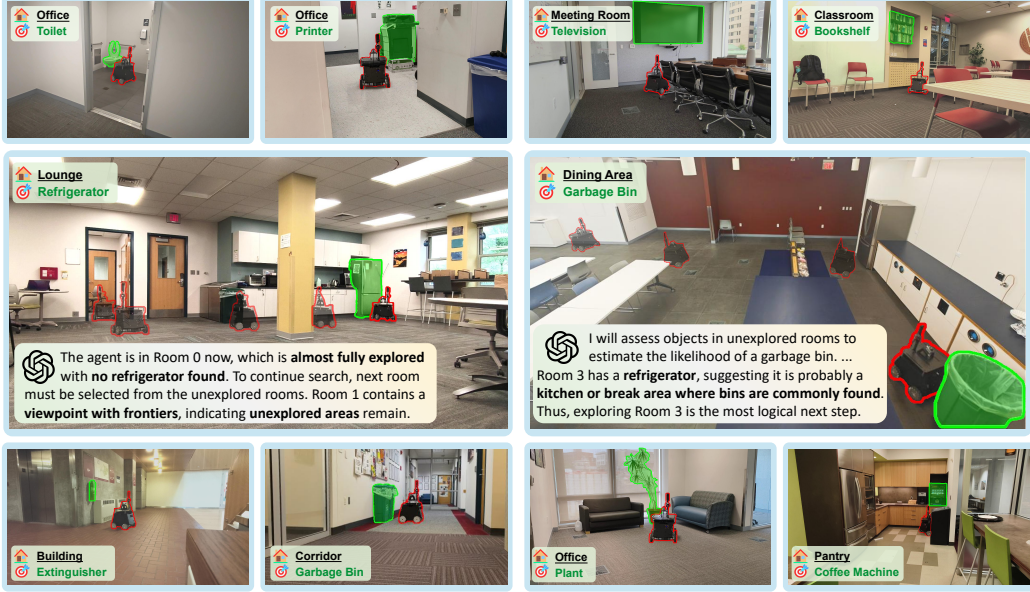 Office
Toilet
Office
Printer
Meeting Room
Television
Classroom
Bookshelf
Lounge
Refrigerator
The agent is in Room 0 now, which is almost fully explored
with no refrigerator found. To continue search, next room
must be selected from the unexplored rooms. Room 1 contains a
viewpoint with frontiers, indicating unexplored areas remain.
Dining Area
Garbage Bin
I will assess objects in unexplored rooms to
estimate the likelihood of a garbage bin. ...
Room 3 has a refrigerator, suggesting it is probably a
kitchen or break area where bins are commonly found.
Thus, exploring Room 3 is the most logical next step.
Building
Extinguisher
Corridor
Garbage Bin
Office
Plant
Pantry
Coffee Machine